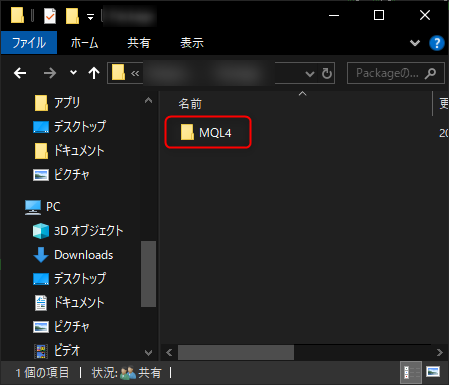 ファイル ホーム 共有 表示
Packageの...
名前
更
MQL4
20
アプリ
デスクトップ
ドキュメント
ピクチャ
PC
3D オブジェクト
Downloads
デスクトップ
ドキュメント
ピクチャ
ビデオ
1 個の項目 状況: 共有